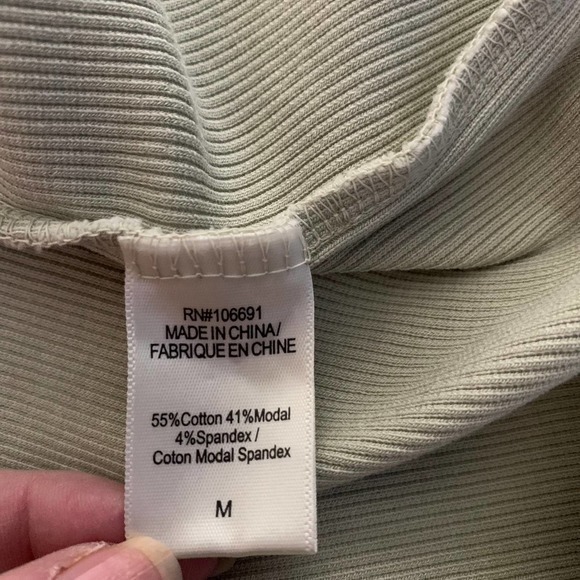 RN#106691
MADE IN CHINA/
FABRIQUE EN CHINE
55%Cotton 41%Modal
4%Spandex /
Coton Modal Spandex
M